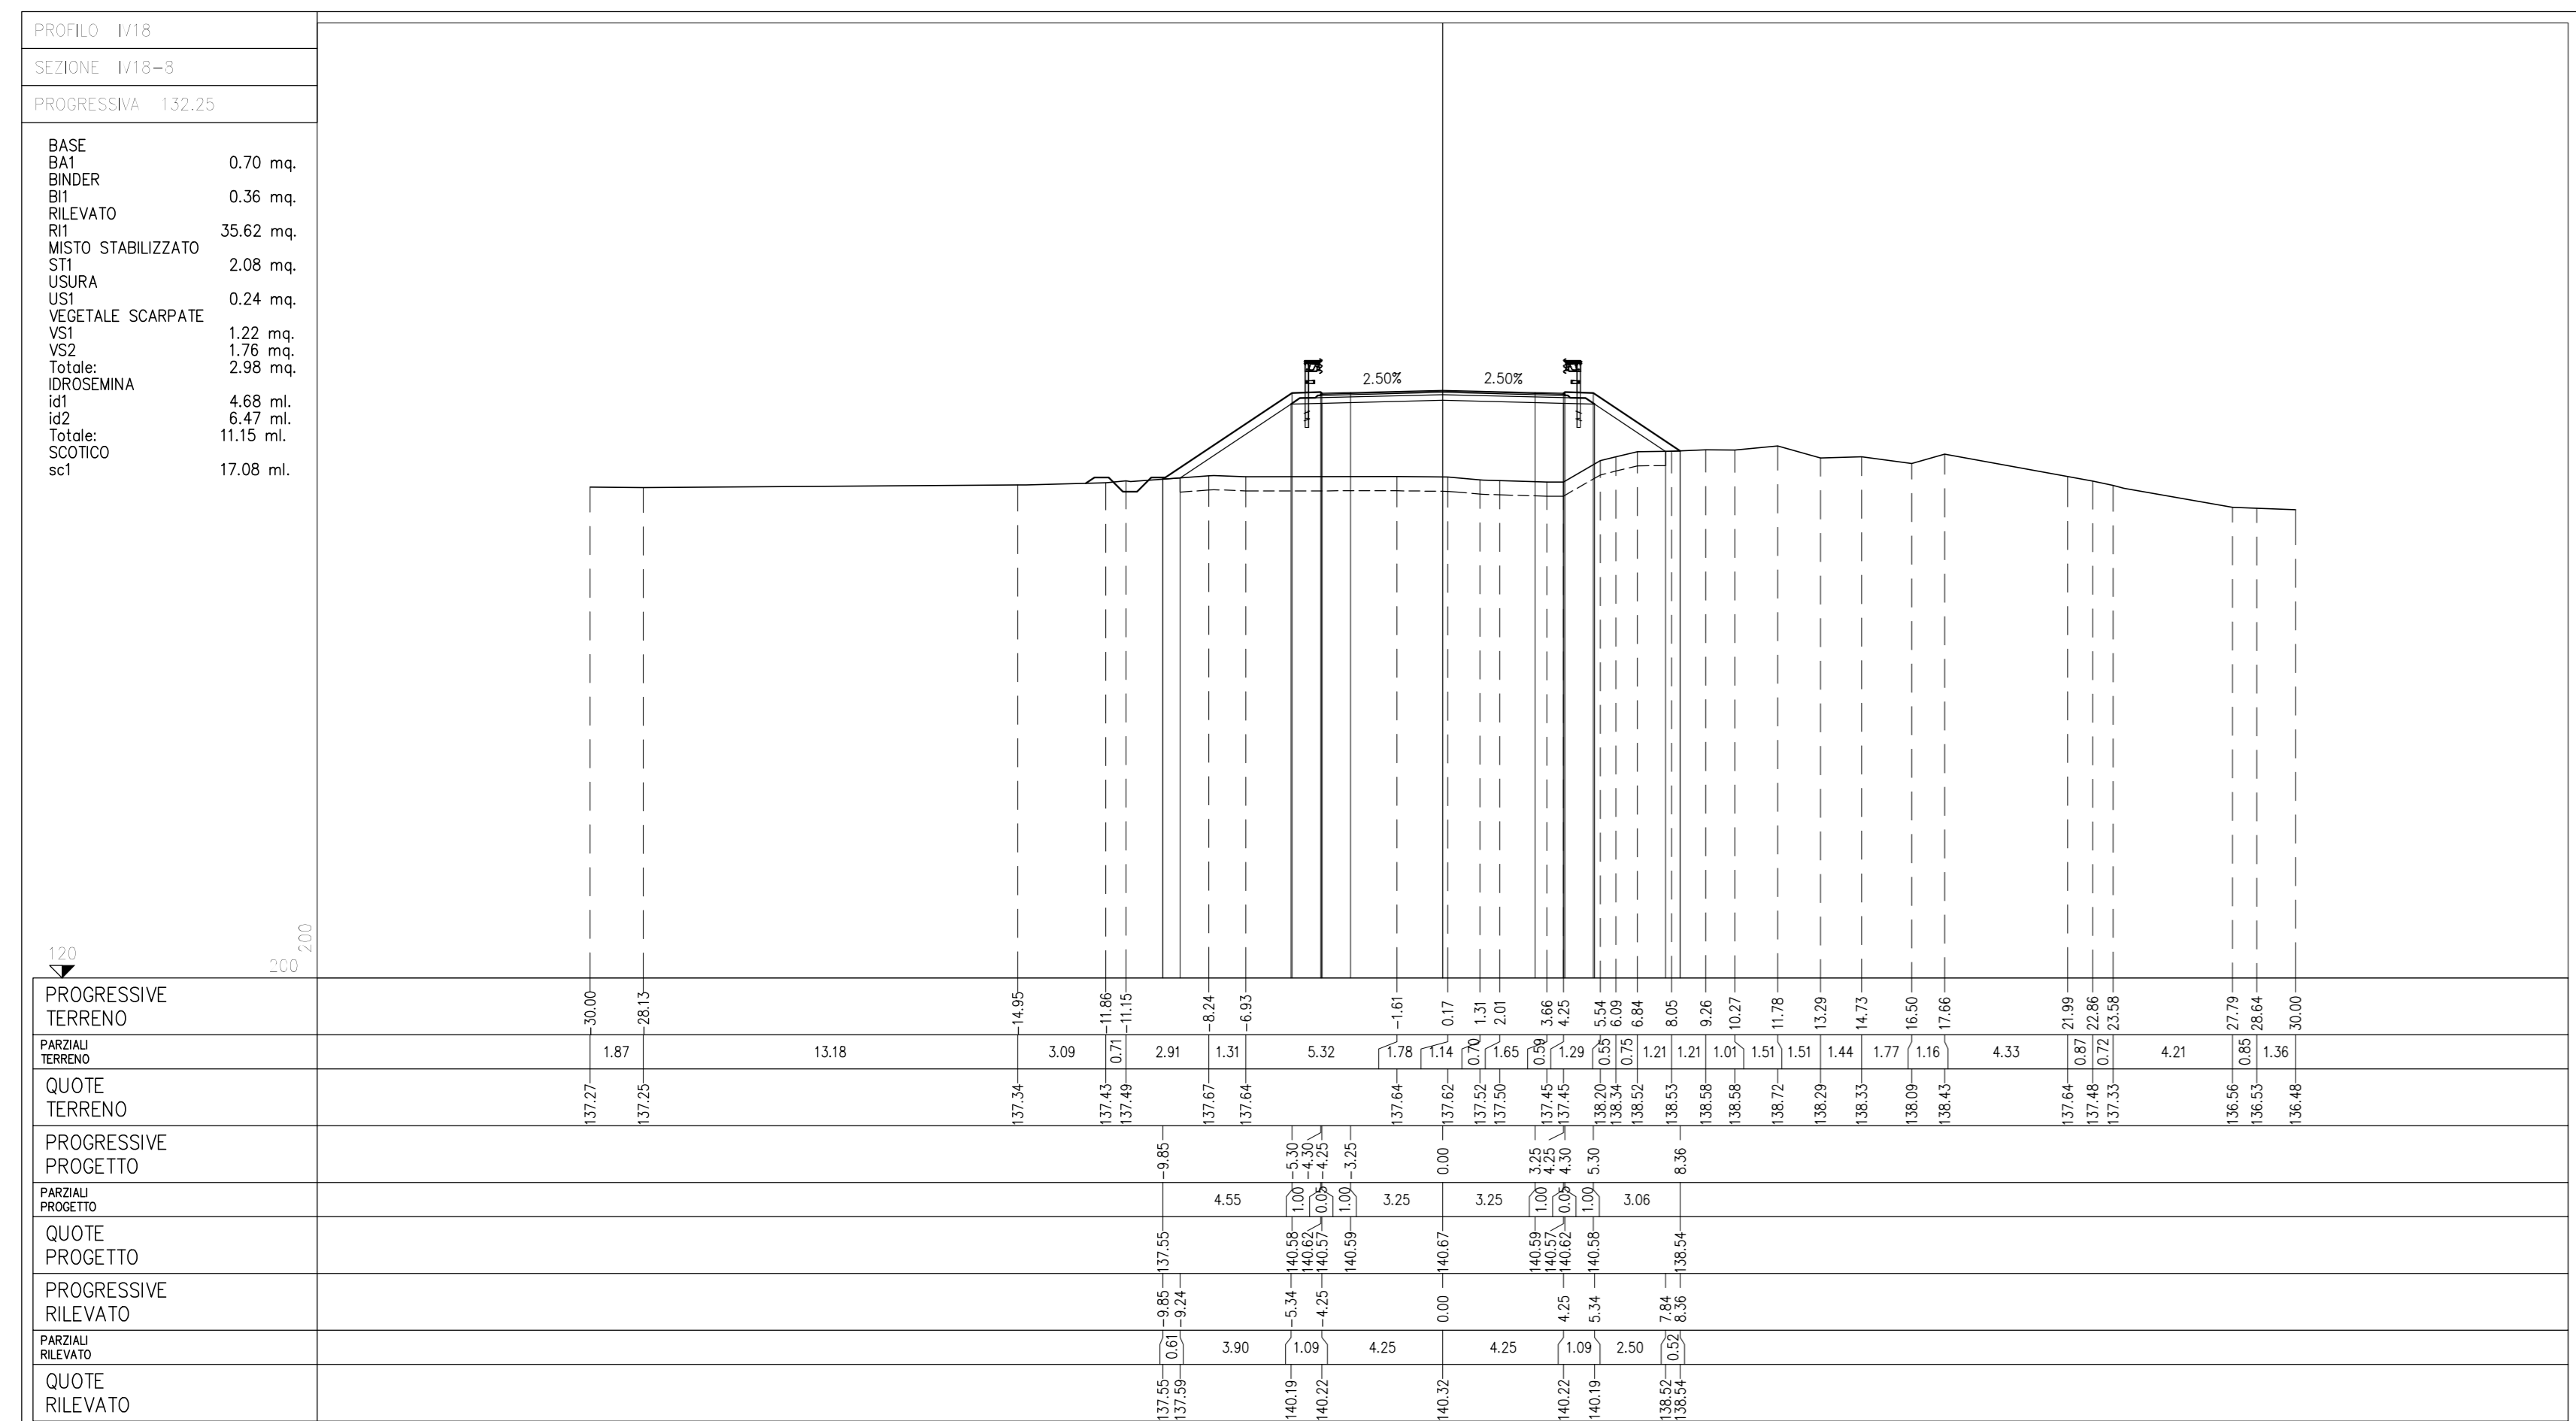 PROFILO IV18
SEZIONE IV18-8
PROGRESSIVA 132.25
BASE
BA1 0.70 mq.
BINDER
BI1 0.36 mq.
RILEVATO
RI1 35.62 mq.
MISTO STABILIZZATO
ST1 2.08 mq.
USURA
US1 0.24 mq.
VEGETALE SCARPATE
VS1 1.22 mq.
VS2 1.76 mq.
Totale: 2.98 mq.
IDROSEMINA
id1 4.68 ml.
id2 6.47 ml.
Totale: 11.15 ml.
SCOTICO
sc1 17.08 ml.
2.50% 2.50%
120 200 200
PROGRESSIVE
TERRENO
-30.00 -28.13 -14.95 -11.86 -11.15 -8.24 -6.93 -1.61 0.17 1.31 2.01 3.66 4.25 5.54 6.09 6.84 8.05 9.26 10.27 11.78 13.29 14.73 16.50 17.66 21.99 22.86 23.58 27.79 28.64 30.00
PARZIALI
TERRENO
1.87 13.18 3.09 0.71 2.91 1.31 5.32 1.78 1.14 0.70 1.65 0.59 1.29 0.55 0.75 1.21 1.21 1.01 1.51 1.51 1.44 1.77 1.16 4.33 0.87 0.72 4.21 0.85 1.36
QUOTE
TERRENO
137.27 137.25 137.34 137.43 137.49 137.67 137.64 137.64 137.62 137.52 137.50 137.45 137.45 138.20 138.34 138.52 138.53 138.58 138.58 138.72 138.29 138.33 138.09 138.43 137.64 137.48 137.33 136.56 136.53 136.48
PROGRESSIVE
PROGETTO
-9.85 -5.30 -4.30 -4.25 -3.25 0.00 3.25 4.25 4.30 5.30 8.36
PARZIALI
PROGETTO
4.55 1.00 0.05 1.00 3.25 3.25 1.00 0.05 1.00 3.06
QUOTE
PROGETTO
137.55 140.58 140.62 140.57 140.59 140.67 140.59 140.57 140.62 140.58 138.54
PROGRESSIVE
RILEVATO
-9.85 -9.24 -5.34 -4.25 0.00 4.25 5.34 7.84 8.36
PARZIALI
RILEVATO
0.61 3.90 1.09 4.25 4.25 1.09 2.50 0.52
QUOTE
RILEVATO
137.55 137.59 140.19 140.22 140.32 140.22 140.19 138.52 138.54